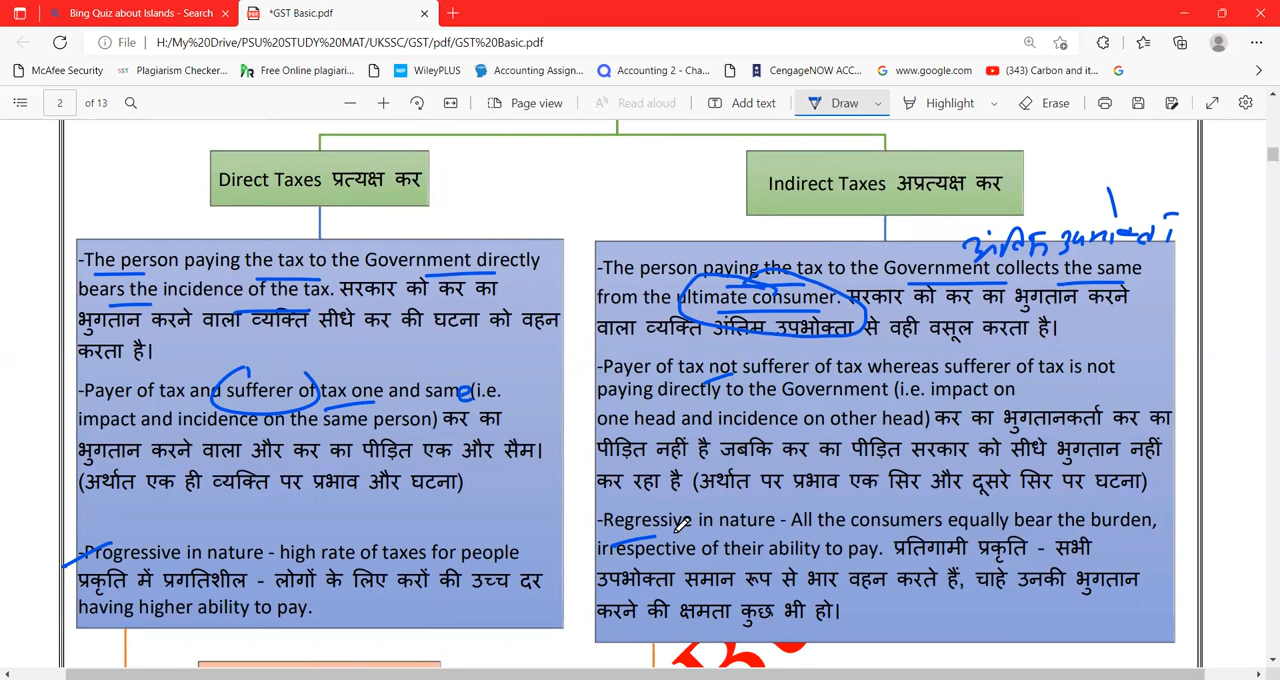 Bing Quiz about Islands - Search
*GST Basic.pdf
File
H:/My%20Drive/PSU%20STUDY%20MAT/UKSSC/GST/pdf/GST%20Basic.pdf
McAfee Security
SST Plagiarism Checker...
Free Online plagiari...
WP WileyPLUS
Accounting Assign...
Accounting 2 - Cha...
CengageNOW ACC...
www.google.com
(343) Carbon and it...
2 of 13
Page view
Read aloud
Add text
Draw
Highlight
Erase
Direct Taxes प्रत्यक्ष कर
-The person paying the tax to the Government directly
bears the incidence of the tax. सरकार को कर का
भुगतान करने वाला व्यक्ति सीधे कर की घटना को वहन
करता है।
-Payer of tax and sufferer of tax one and same (i.e.
impact and incidence on the same person) कर का
भुगतान करने वाला और कर का पीड़ित एक और सैम।
(अर्थात एक ही व्यक्ति पर प्रभाव और घटना)
-Progressive in nature - high rate of taxes for people
प्रकृति में प्रगतिशील - लोगों के लिए करों की उच्च दर
having higher ability to pay.
Indirect Taxes अप्रत्यक्ष कर
-The person paying the tax to the Government collects the same
from the ultimate consumer. सरकार को कर का भुगतान करने
वाला व्यक्ति अंतिम उपभोक्ता से वही वसूल करता है।
-Payer of tax not sufferer of tax whereas sufferer of tax is not
paying directly to the Government (i.e. impact on
one head and incidence on other head) कर का भुगतानकर्ता कर का
पीड़ित नहीं है जबकि कर का पीड़ित सरकार को सीधे भुगतान नहीं
कर रहा है (अर्थात पर प्रभाव एक सिर और दूसरे सिर पर घटना)
-Regressive in nature - All the consumers equally bear the burden,
irrespective of their ability to pay. प्रतिगामी प्रकृति - सभी
उपभोक्ता समान रूप से भार वहन करते हैं, चाहे उनकी भुगतान
करने की क्षमता कुछ भी हो।